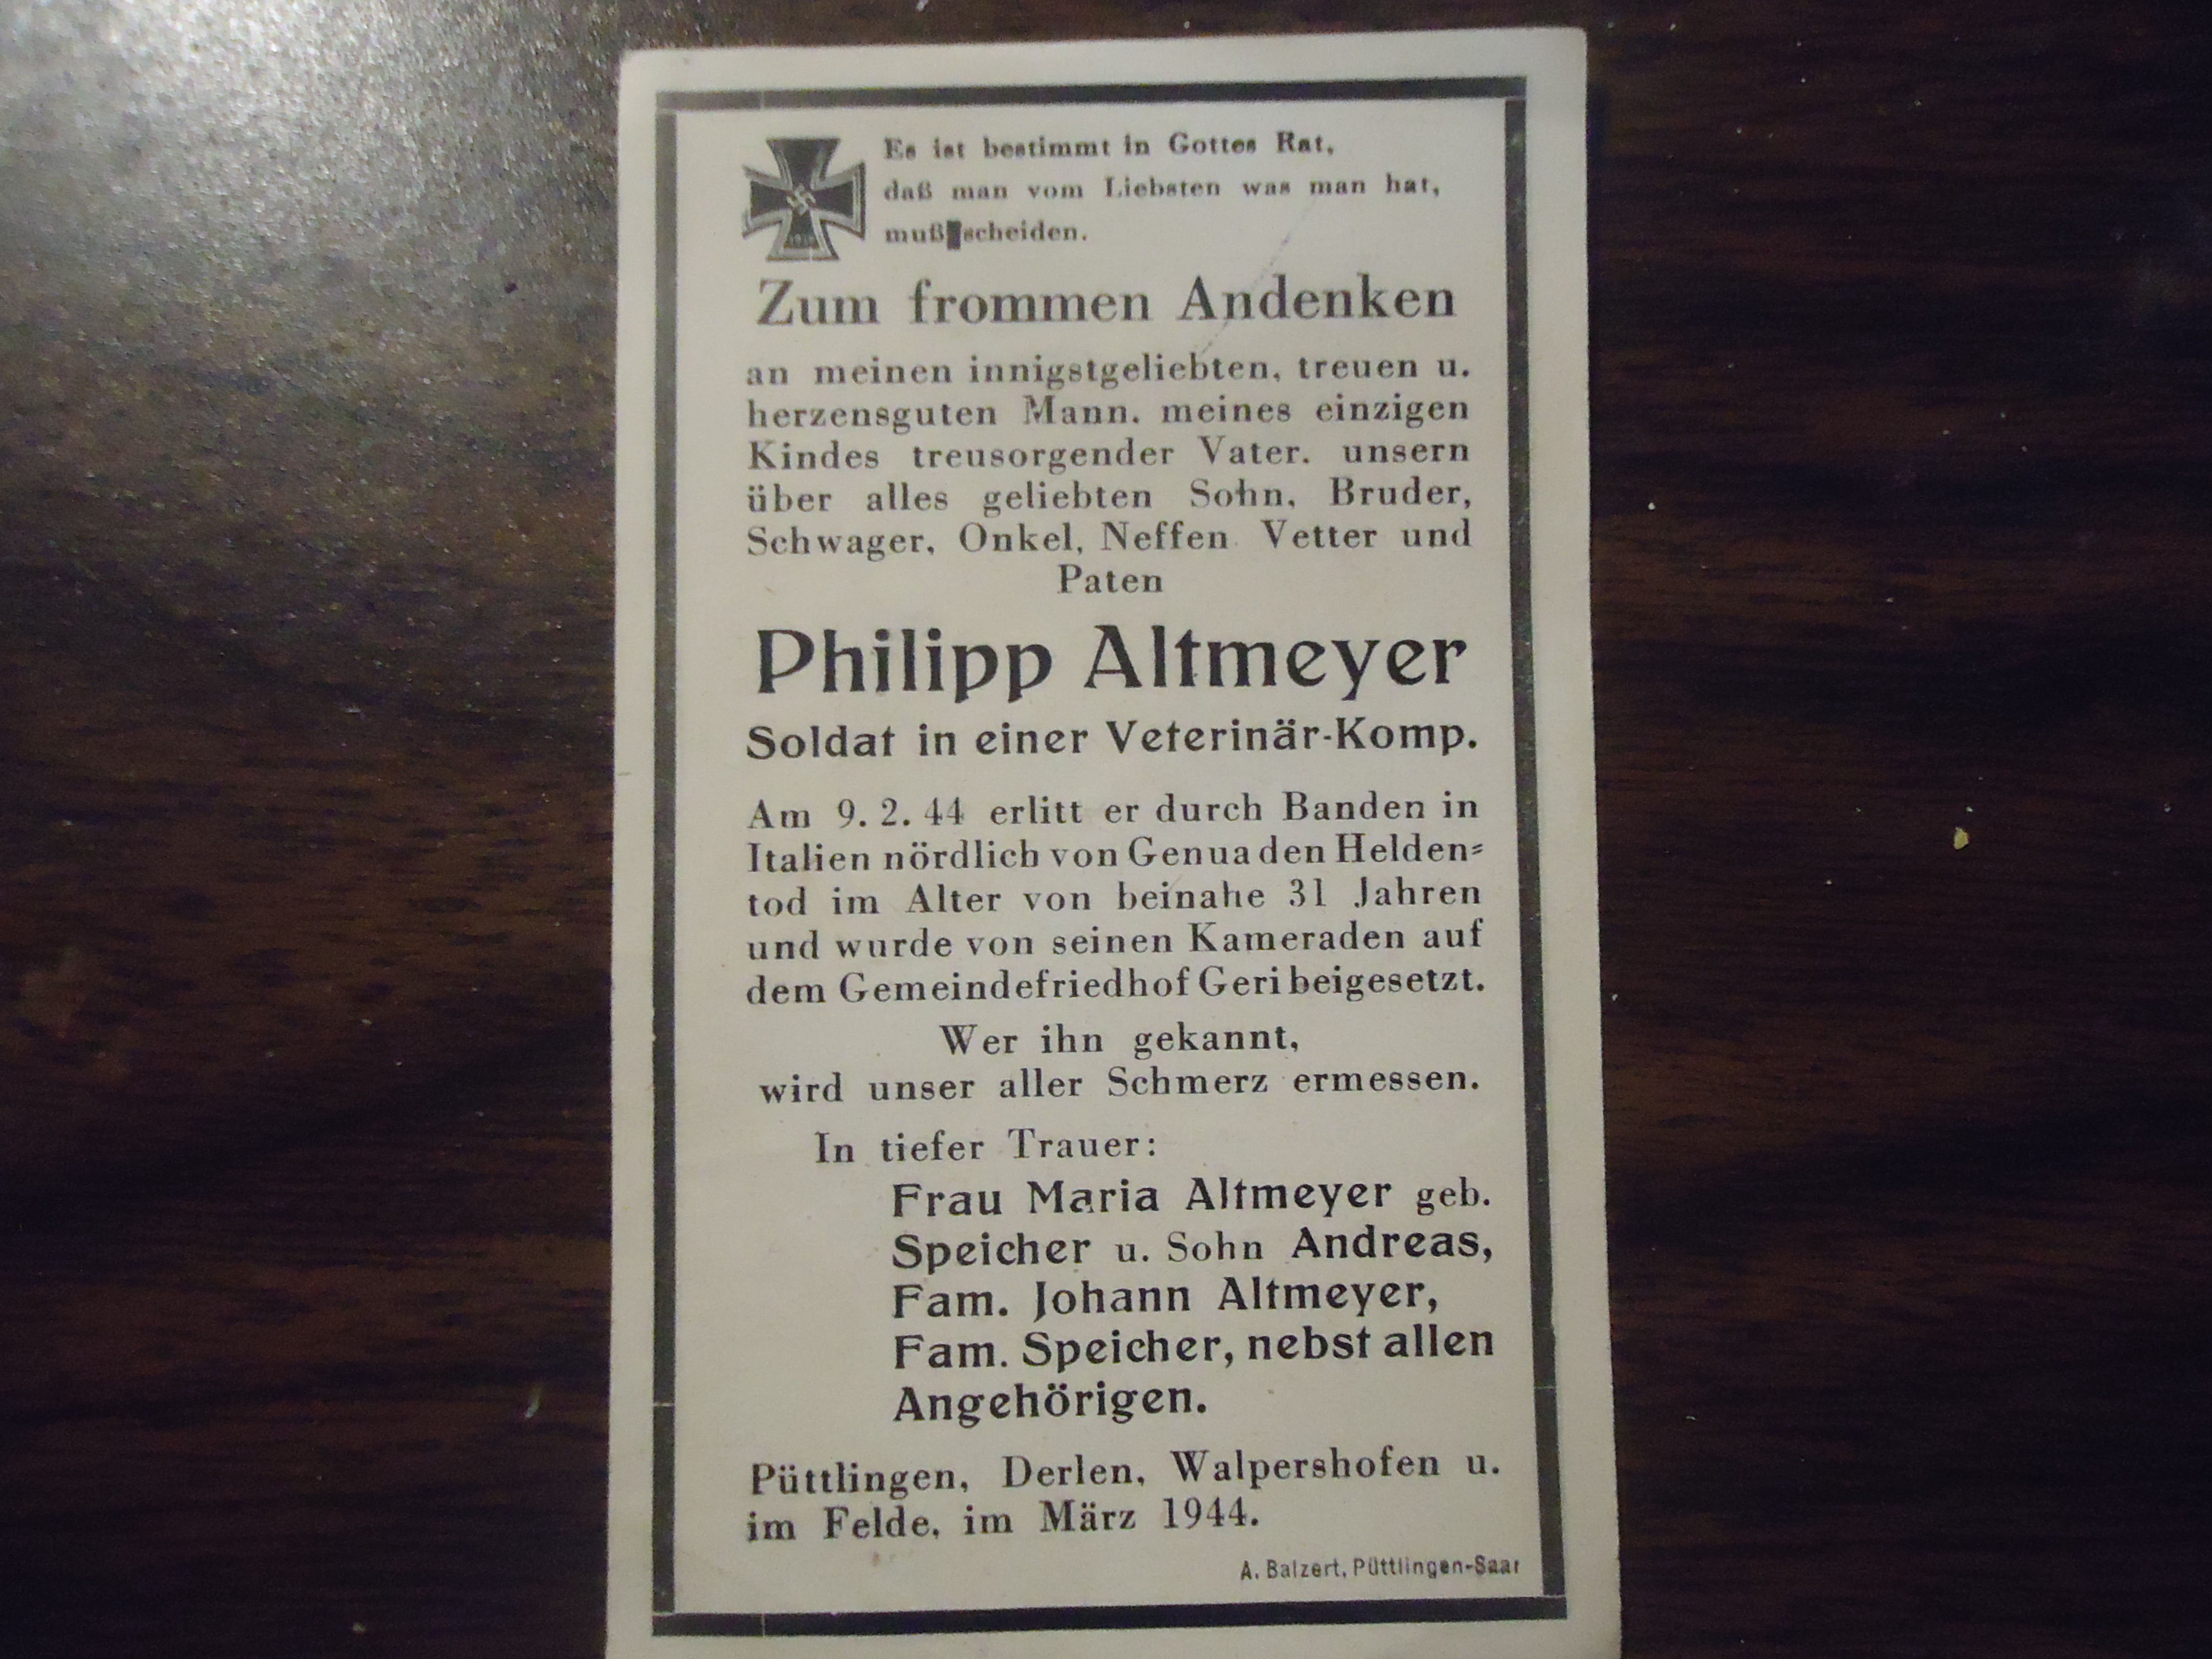 Es ist bestimmt in Gottes Rat,
daß man vom Liebsten was man hat,
muß scheiden.
Zum frommen Andenken
an meinen innigstgeliebten, treuen u.
herzensguten Mann. meines einzigen
Kindes treusorgender Vater. unsern
über alles geliebten Sohn, Bruder,
Schwager, Onkel, Neffen Vetter und
Paten
Philipp Altmeyer
Soldat in einer Veterinär-Komp.
Am 9. 2. 44 erlitt er durch Banden in
Italien nördlich von Genua den Helden=
tod im Alter von beinahe 31 Jahren
und wurde von seinen Kameraden auf
dem Gemeindefriedhof Geri beigesetzt.
Wer ihn gekannt,
wird unser aller Schmerz ermessen.
In tiefer Trauer:
Frau Maria Altmeyer geb.
Speicher u. Sohn Andreas,
Fam. Johann Altmeyer,
Fam. Speicher, nebst allen
Angehörigen.
Püttlingen, Derlen, Walpershofen u.
im Felde, im März 1944.
A. Balzert, Püttlingen-Saar